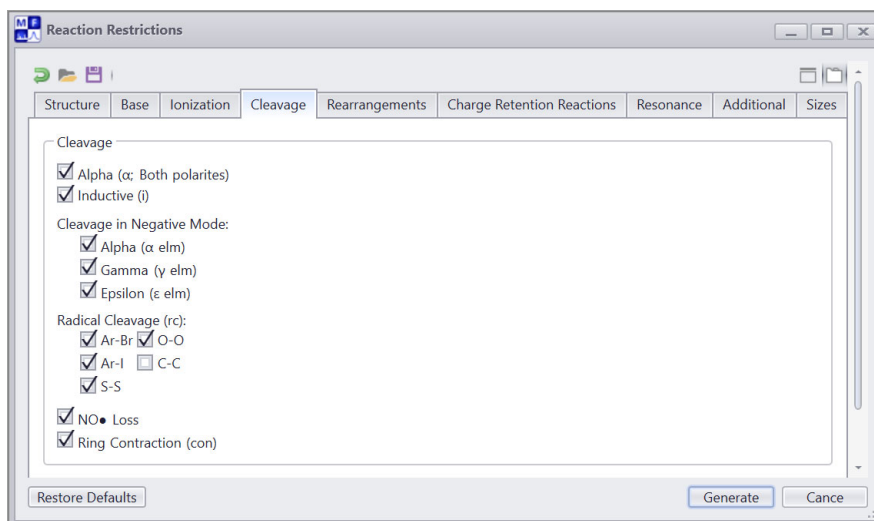 MF
Reaction Restrictions
Structure Base Ionization Cleavage Rearrangements Charge Retention Reactions Resonance Additional Sizes
Cleavage
Alpha (α; Both polarites)
Inductive (i)
Cleavage in Negative Mode:
Alpha (α elm)
Gamma (γ elm)
Epsilon (ε elm)
Radical Cleavage (rc):
Ar-Br O-O
Ar-I C-C
S-S
NO● Loss
Ring Contraction (con)
Restore Defaults Generate Cance